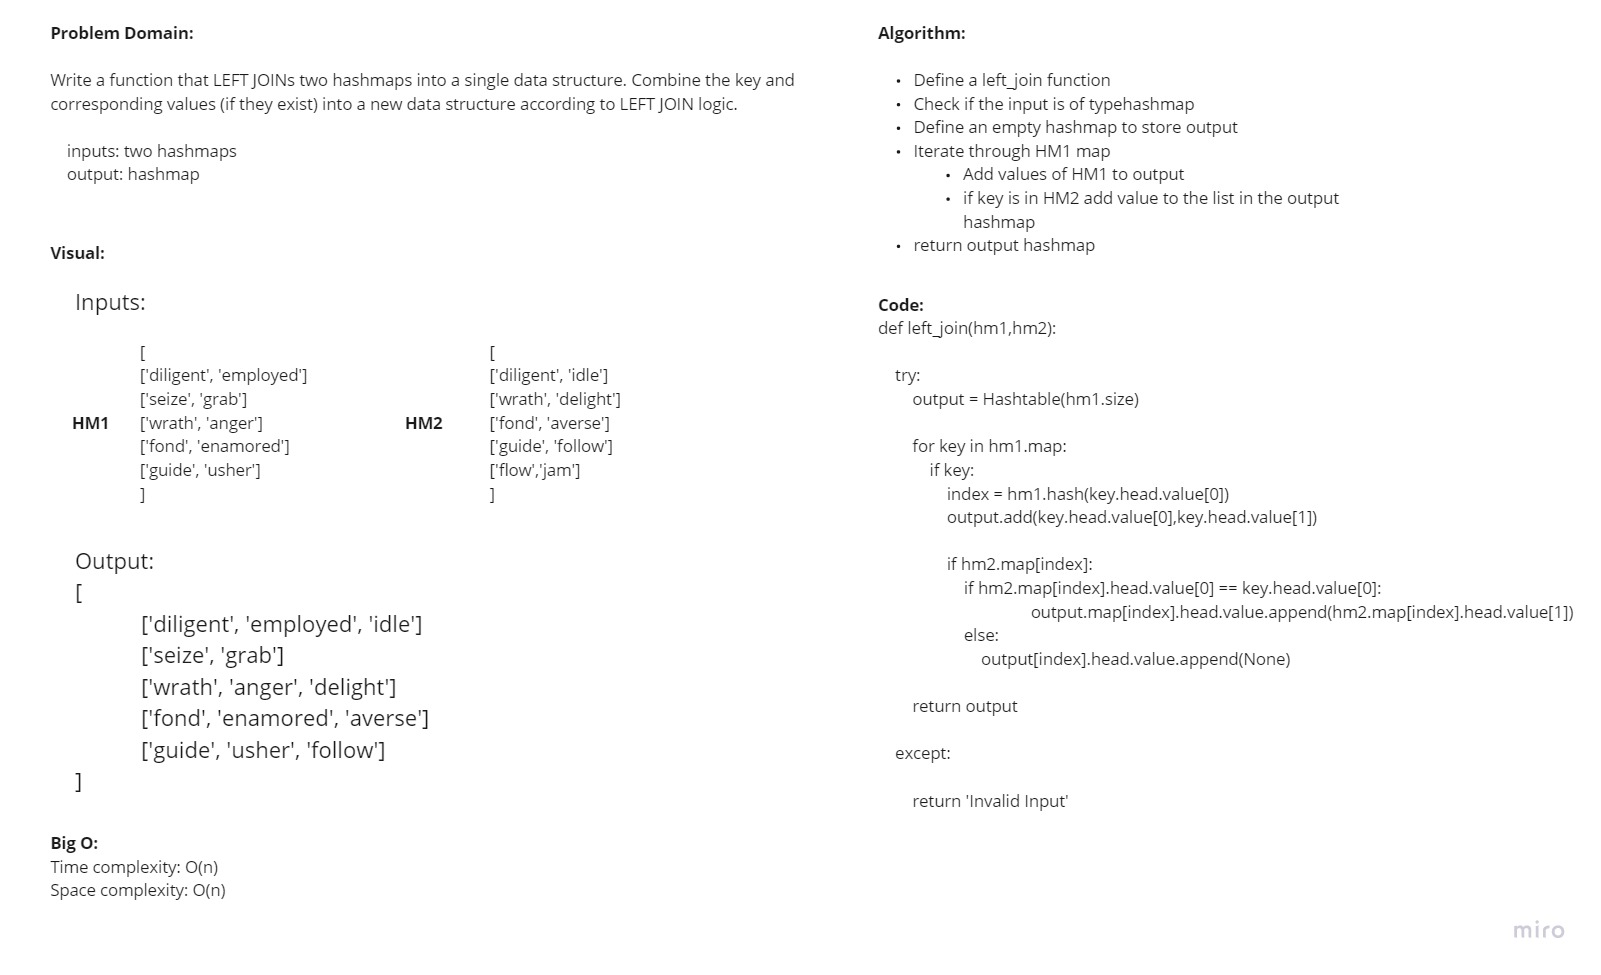 Problem Domain:
Write a function that LEFT JOINs two hashmaps into a single data structure. Combine the key and
corresponding values (if they exist) into a new data structure according to LEFT JOIN logic.
inputs: two hashmaps
output: hashmap
Visual:
Inputs:
HM1
[
['diligent', 'employed']
['seize', 'grab']
['wrath', 'anger']
['fond', 'enamored']
['guide', 'usher']
]
HM2
[
['diligent', 'idle']
['wrath', 'delight']
['fond', 'averse']
['guide', 'follow']
['flow','jam']
]
Output:
[
['diligent', 'employed', 'idle']
['seize', 'grab']
['wrath', 'anger', 'delight']
['fond', 'enamored', 'averse']
['guide', 'usher', 'follow']
]
Big O:
Time complexity: O(n)
Space complexity: O(n)
Algorithm:
• Define a left_join function
• Check if the input is of typehashmap
• Define an empty hashmap to store output
• Iterate through HM1 map
• Add values of HM1 to output
• if key is in HM2 add value to the list in the output
hashmap
• return output hashmap
Code:
def left_join(hm1,hm2):
try:
output = Hashtable(hm1.size)
for key in hm1.map:
if key:
index = hm1.hash(key.head.value[0])
output.add(key.head.value[0],key.head.value[1])
if hm2.map[index]:
if hm2.map[index].head.value[0] == key.head.value[0]:
output.map[index].head.value.append(hm2.map[index].head.value[1])
else:
output[index].head.value.append(None)
return output
except:
return 'Invalid Input'
miro